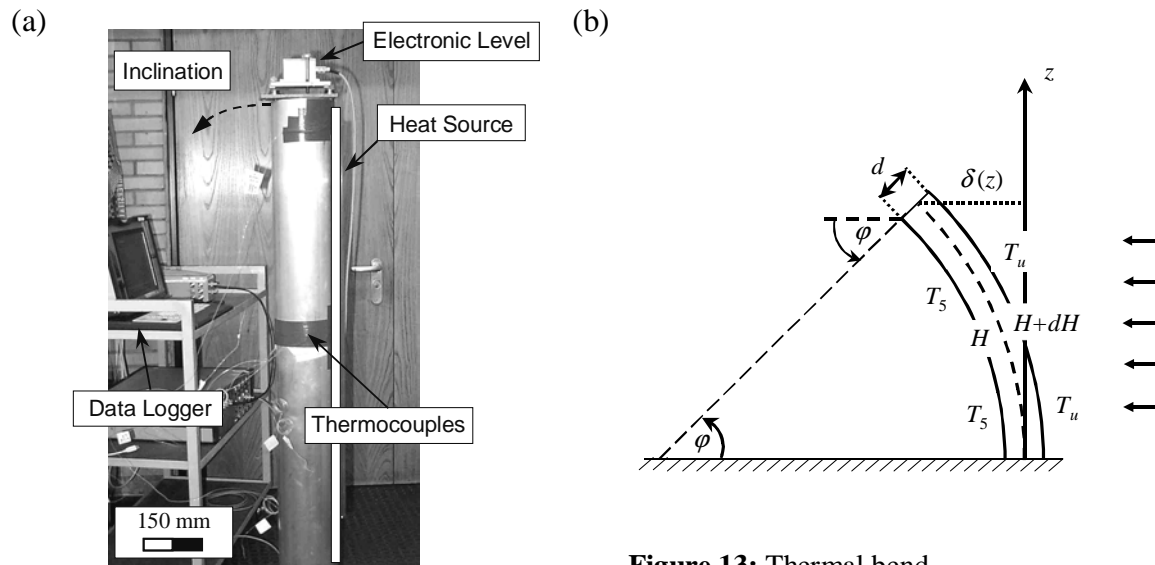 (a)
(b)
Electronic Level
Inclination
z
Heat Source
d
δ(z)
φ
T_u
T_5
H
H+dH
Data Logger
T_5
T_u
Thermocouples
φ
150 mm
Figure 13: Thermal bend